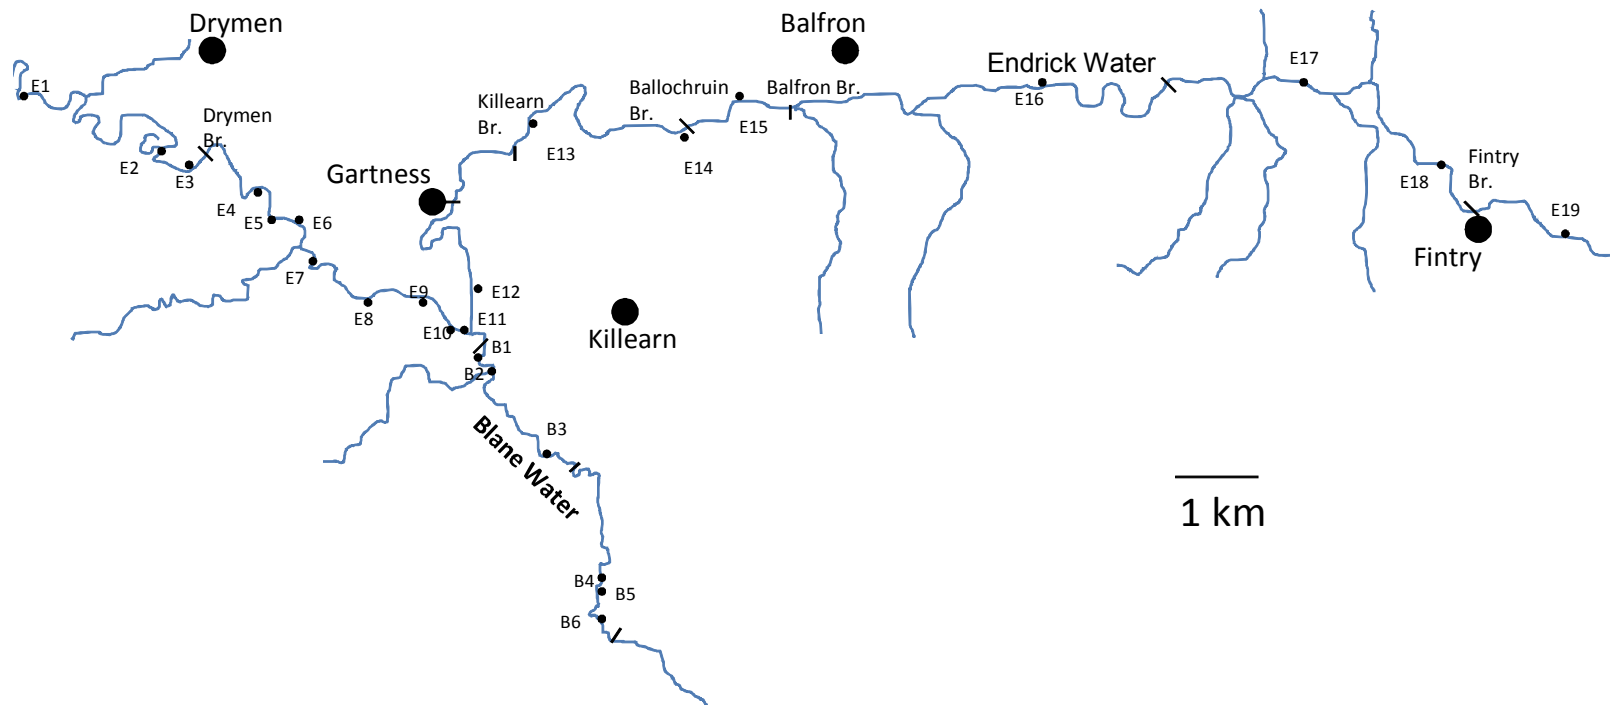 Drymen
Balfron
Endrick Water
E17
E1
Ballochruin
Br.
Balfron Br.
E16
E15
Killearn
Br.
E13
E14
Drymen
Br.
E2
E3
Gartness
E4
E5
E6
E7
E8
E9
E10
E11
E12
B1
B2
Killearn
Fintry
Br.
E18
E19
Fintry
B3
Blane Water
1 km
B4
B5
B6